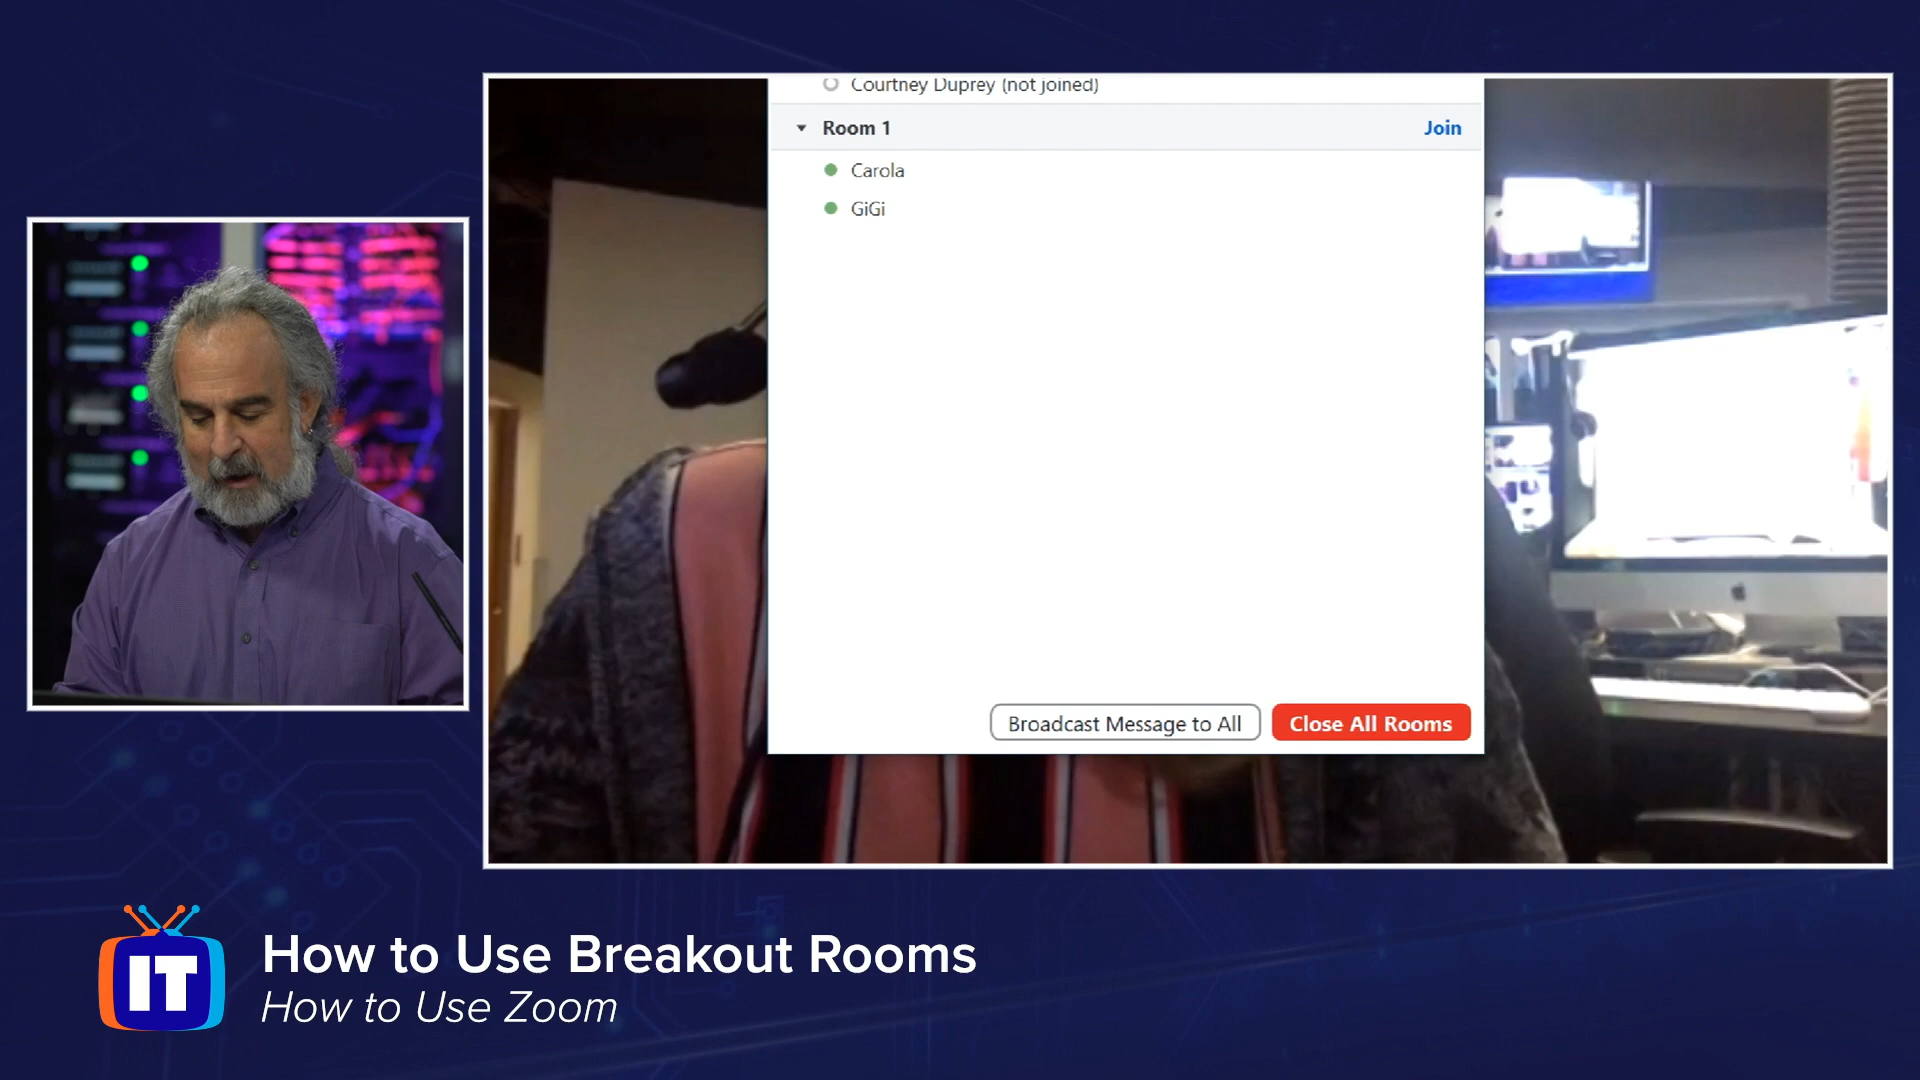 Courtney Duprey (not joined)
Room 1
Join
Carola
GiGi
Broadcast Message to All
Close All Rooms
IT
How to Use Breakout Rooms
How to Use Zoom